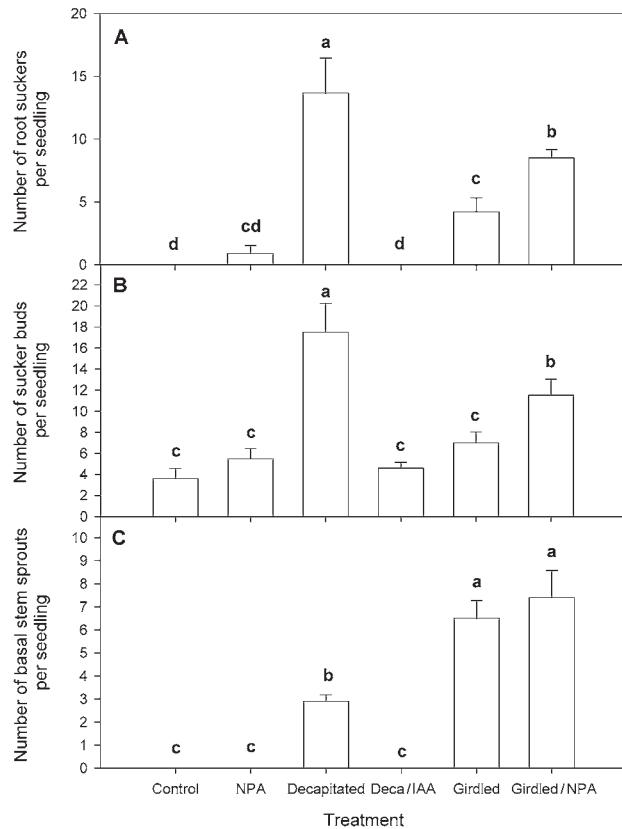 A
Number of root suckers
per seedling
20
15
10
5
0
d
cd
a
d
c
b
B
Number of sucker buds
per seedling
22
20
18
16
14
12
10
8
6
4
2
0
c
c
a
c
c
b
C
Number of basal stem sprouts
per seedling
10
9
8
7
6
5
4
3
2
1
0
c
c
b
c
a
a
Control NPA Decapitated Deca/IAA Girdled Girdled/NPA
Treatment